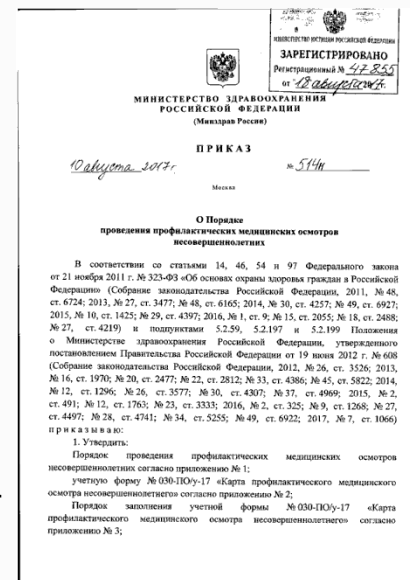 МИНИСТЕРСТВО ЮСТИЦИИ РОССИЙСКОЙ ФЕДЕРАЦИИ
ЗАРЕГИСТРИРОВАНО
Регистрационный № 47855
от "18" августа 2017г.
МИНИСТЕРСТВО ЗДРАВООХРАНЕНИЯ
РОССИЙСКОЙ ФЕДЕРАЦИИ
(Минздрав России)
ПРИКАЗ
10 августа 2017г. № 514н
Москва
О Порядке
проведения профилактических медицинских осмотров
несовершеннолетних
В соответствии со статьями 14, 46, 54 и 97 Федерального закона
от 21 ноября 2011 г. № 323-ФЗ «Об основах охраны здоровья граждан в Российской
Федерации» (Собрание законодательства Российской Федерации, 2011, № 48,
ст. 6724; 2013, № 27, ст. 3477; № 48, ст. 6165; 2014, № 30, ст. 4257; № 49, ст. 6927;
2015, № 10, ст. 1425; № 29, ст. 4397; 2016, № 1, ст. 9; № 15, ст. 2055; № 18, ст. 2488;
№ 27, ст. 4219) и подпунктами 5.2.59, 5.2.197 и 5.2.199 Положения
о Министерстве здравоохранения Российской Федерации, утвержденного
постановлением Правительства Российской Федерации от 19 июня 2012 г. № 608
(Собрание законодательства Российской Федерации, 2012, № 26, ст. 3526; 2013,
№ 16, ст. 1970; № 20, ст. 2477; № 22, ст. 2812; № 33, ст. 4386; № 45, ст. 5822; 2014,
№ 12, ст. 1296; № 26, ст. 3577; № 30, ст. 4307; № 37, ст. 4969; 2015, № 2,
ст. 491; № 12, ст. 1763; № 23, ст. 3333; 2016, № 2, ст. 325; № 9, ст. 1268; № 27,
ст. 4497; № 28, ст. 4741; № 34, ст. 5255; № 49, ст. 6922; 2017, № 7, ст. 1066)
приказываю:
1. Утвердить:
Порядок проведения профилактических медицинских осмотров
несовершеннолетних согласно приложению № 1;
учетную форму № 030-ПО/у-17 «Карта профилактического медицинского
осмотра несовершеннолетнего» согласно приложению № 2;
Порядок заполнения учетной формы № 030-ПО/у-17 «Карта
профилактического медицинского осмотра несовершеннолетнего» согласно
приложению № 3;